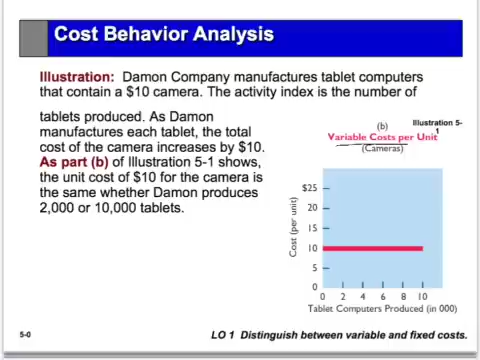 Cost Behavior Analysis
Illustration: Damon Company manufactures tablet computers
that contain a $10 camera. The activity index is the number of
tablets produced. As Damon
manufactures each tablet, the total
cost of the camera increases by $10.
As part (b) of Illustration 5-1 shows,
the unit cost of $10 for the camera is
the same whether Damon produces
2,000 or 10,000 tablets.
Illustration 5-
1
(b)
Variable Costs per Unit
(Cameras)
Cost (per unit)
$25
20
15
10
5
0
0 2 4 6 8 10
Tablet Computers Produced (in 000)
5-0
LO 1 Distinguish between variable and fixed costs.